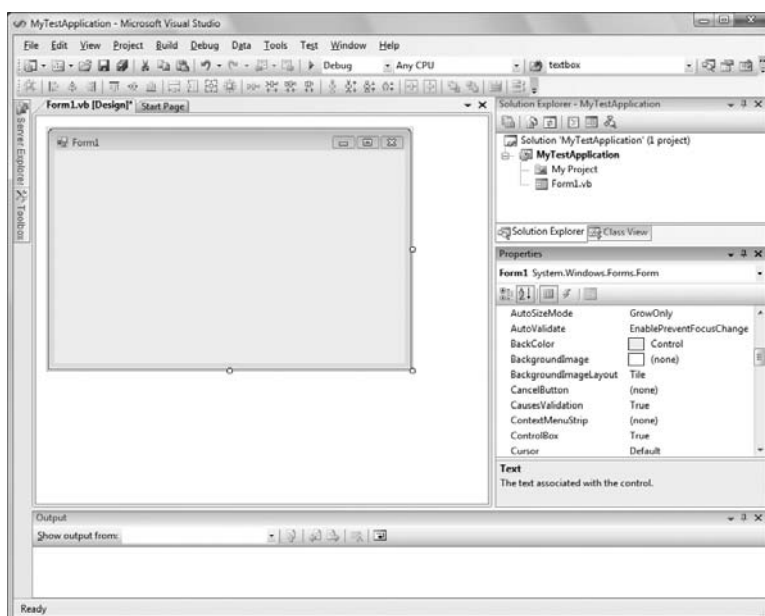 MyTestApplication - Microsoft Visual Studio
File Edit View Project Build Debug Data Tools Test Window Help
Debug Any CPU textbox
Form1.vb [Design]* Start Page
Server Explorer
Toolbox
Form1
Solution Explorer - MyTestApplication
Solution 'MyTestApplication' (1 project)
MyTestApplication
My Project
Form1.vb
Solution Explorer Class View
Properties
Form1 System.Windows.Forms.Form
AutoSizeMode GrowOnly
AutoValidate EnablePreventFocusChange
BackColor Control
BackgroundImage (none)
BackgroundImageLayout Tile
CancelButton (none)
CausesValidation True
ContextMenuStrip (none)
ControlBox True
Cursor Default
Text
The text associated with the control.
Output
Show output from:
Ready